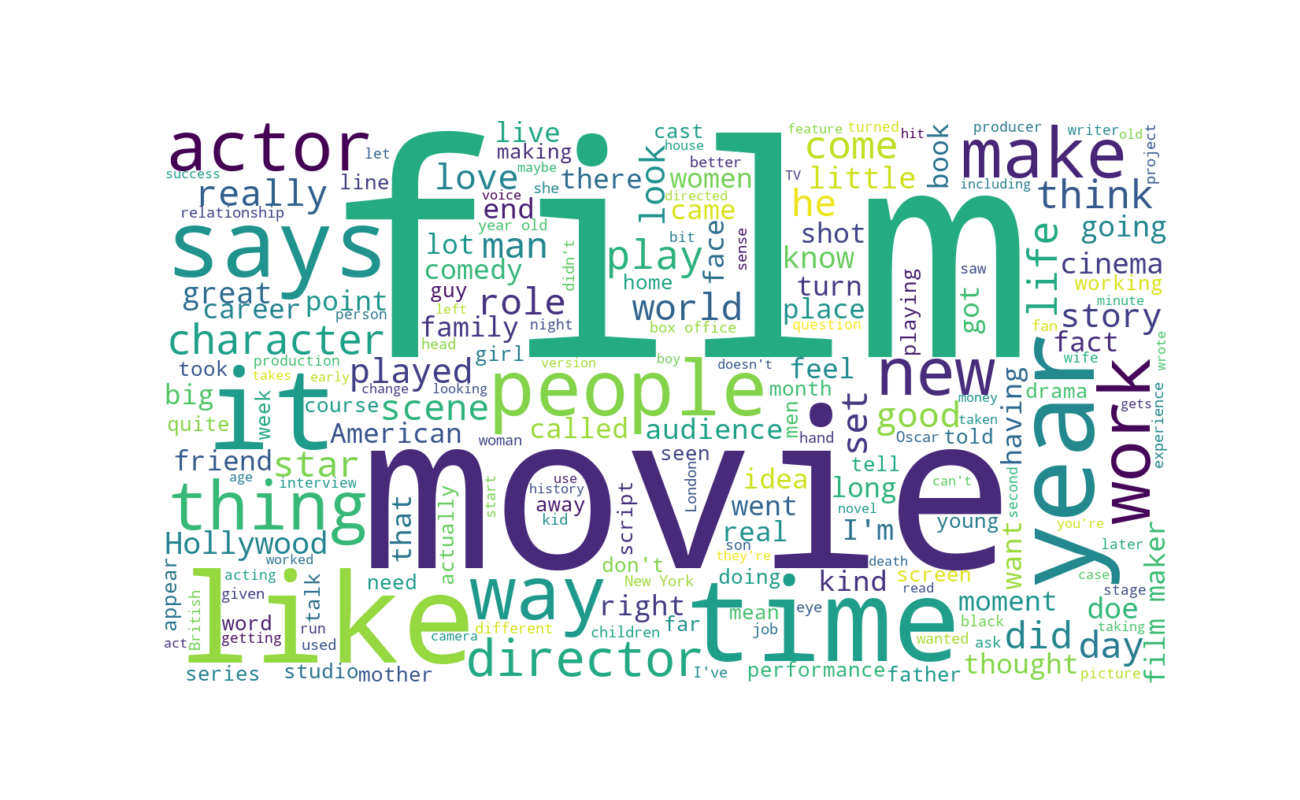 film
movie
like
time
year
people
says
it
thing
new
make
work
way
actor
director
character
play
role
man
world
really
great
career
point
love
live
making
line
let
success
relationship
end
voice
she
there
maybe
cast
house
look
women
better
came
directed
bit
face
sense
home
TV
feature
turned
hit
come
little
he
shot
know
turn
place
question
playing
book
producer
writer
old
including
project
think
going
life
cinema
working
minute
story
fan
fact
wife
wrote
got
saw
lot
year old
comedy
guy
left
family
head
night
girl
didn't
box office
boy
person
took
production
takes
early
played
change
looking
version
doesn't
feel
month
big
quite
week
course
scene
American
woman
called
audience
men
hand
set
good
money
taken
Oscar
told
having
drama
gets
experience
friend
age
star
interview
that
actually
start
use
history
away
kid
script
seen
London
real
idea
went
novel
long
tell
I'm
can't
young
second
want
you're
later
film maker
Hollywood
worked
appear
acting
given
British
word
act
getting
run
used
talk
need
camera
series
studio
mother
different
don't
New York
right
children
far
I've
son
they're
doing
mean
job
eye
death
kind
read
screen
wanted
performance
father
moment
black
ask
did
thought
case
doe
stage
taking
day
picture